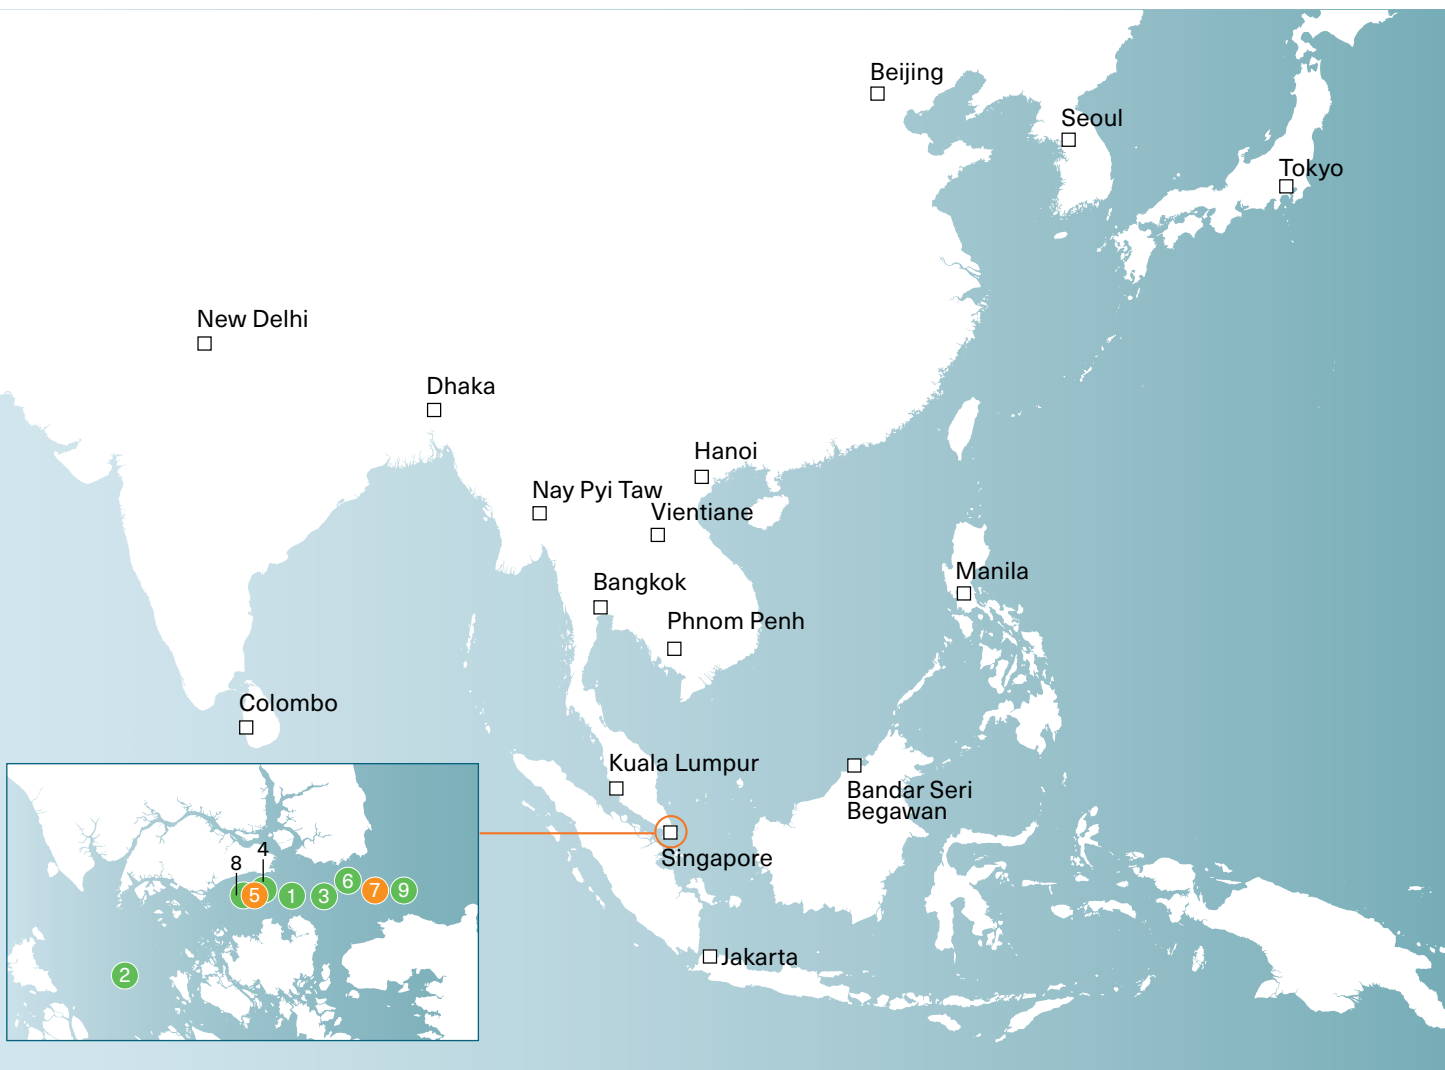 Beijing
Seoul
Tokyo
New Delhi
Dhaka
Hanoi
Nay Pyi Taw
Vientiane
Bangkok
Manila
Phnom Penh
Colombo
Kuala Lumpur
Bandar Seri
Begawan
Singapore
Jakarta
4
8
5
1
3
6
7
9
2